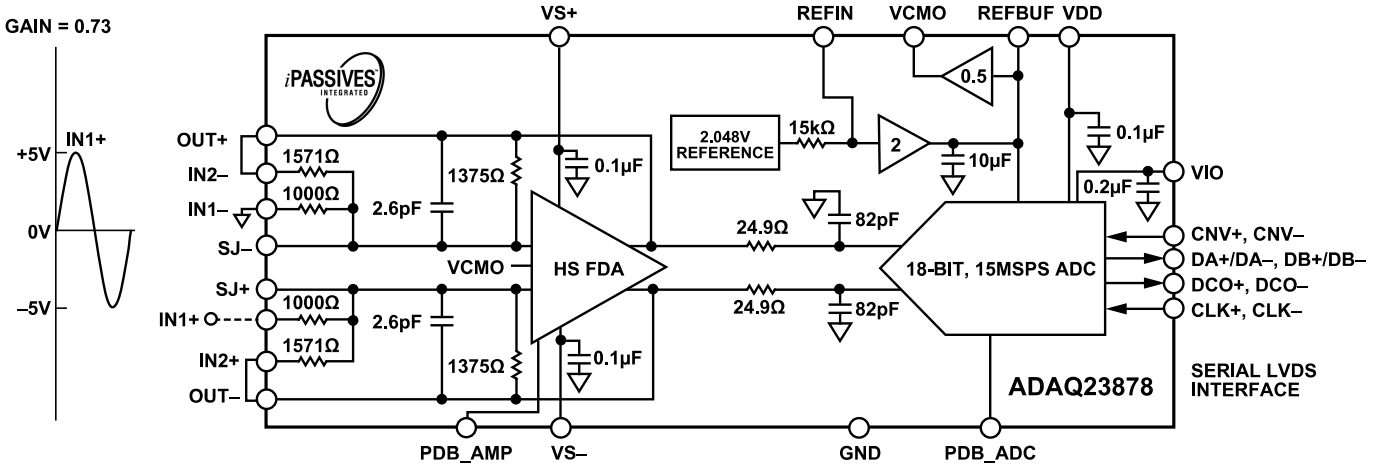 GAIN = 0.73
VS+
REFIN
VCMO
REFBUF
VDD
iPASSIVES™
INTEGRATED
0.5
IN1+
+5V
0V
–5V
OUT+
IN2–
IN1–
SJ–
SJ+
IN1+
IN2+
OUT–
1571Ω
1000Ω
1000Ω
1571Ω
2.6pF
1375Ω
0.1µF
2.6pF
1375Ω
0.1µF
VCMO
HS FDA
2.048V
REFERENCE
15kΩ
2
10µF
0.1µF
0.2µF
VIO
24.9Ω
82pF
24.9Ω
82pF
18-BIT, 15MSPS ADC
CNV+, CNV–
DA+/DA–, DB+/DB–
DCO+, DCO–
CLK+, CLK–
SERIAL LVDS
INTERFACE
ADAQ23878
PDB_AMP
VS–
GND
PDB_ADC